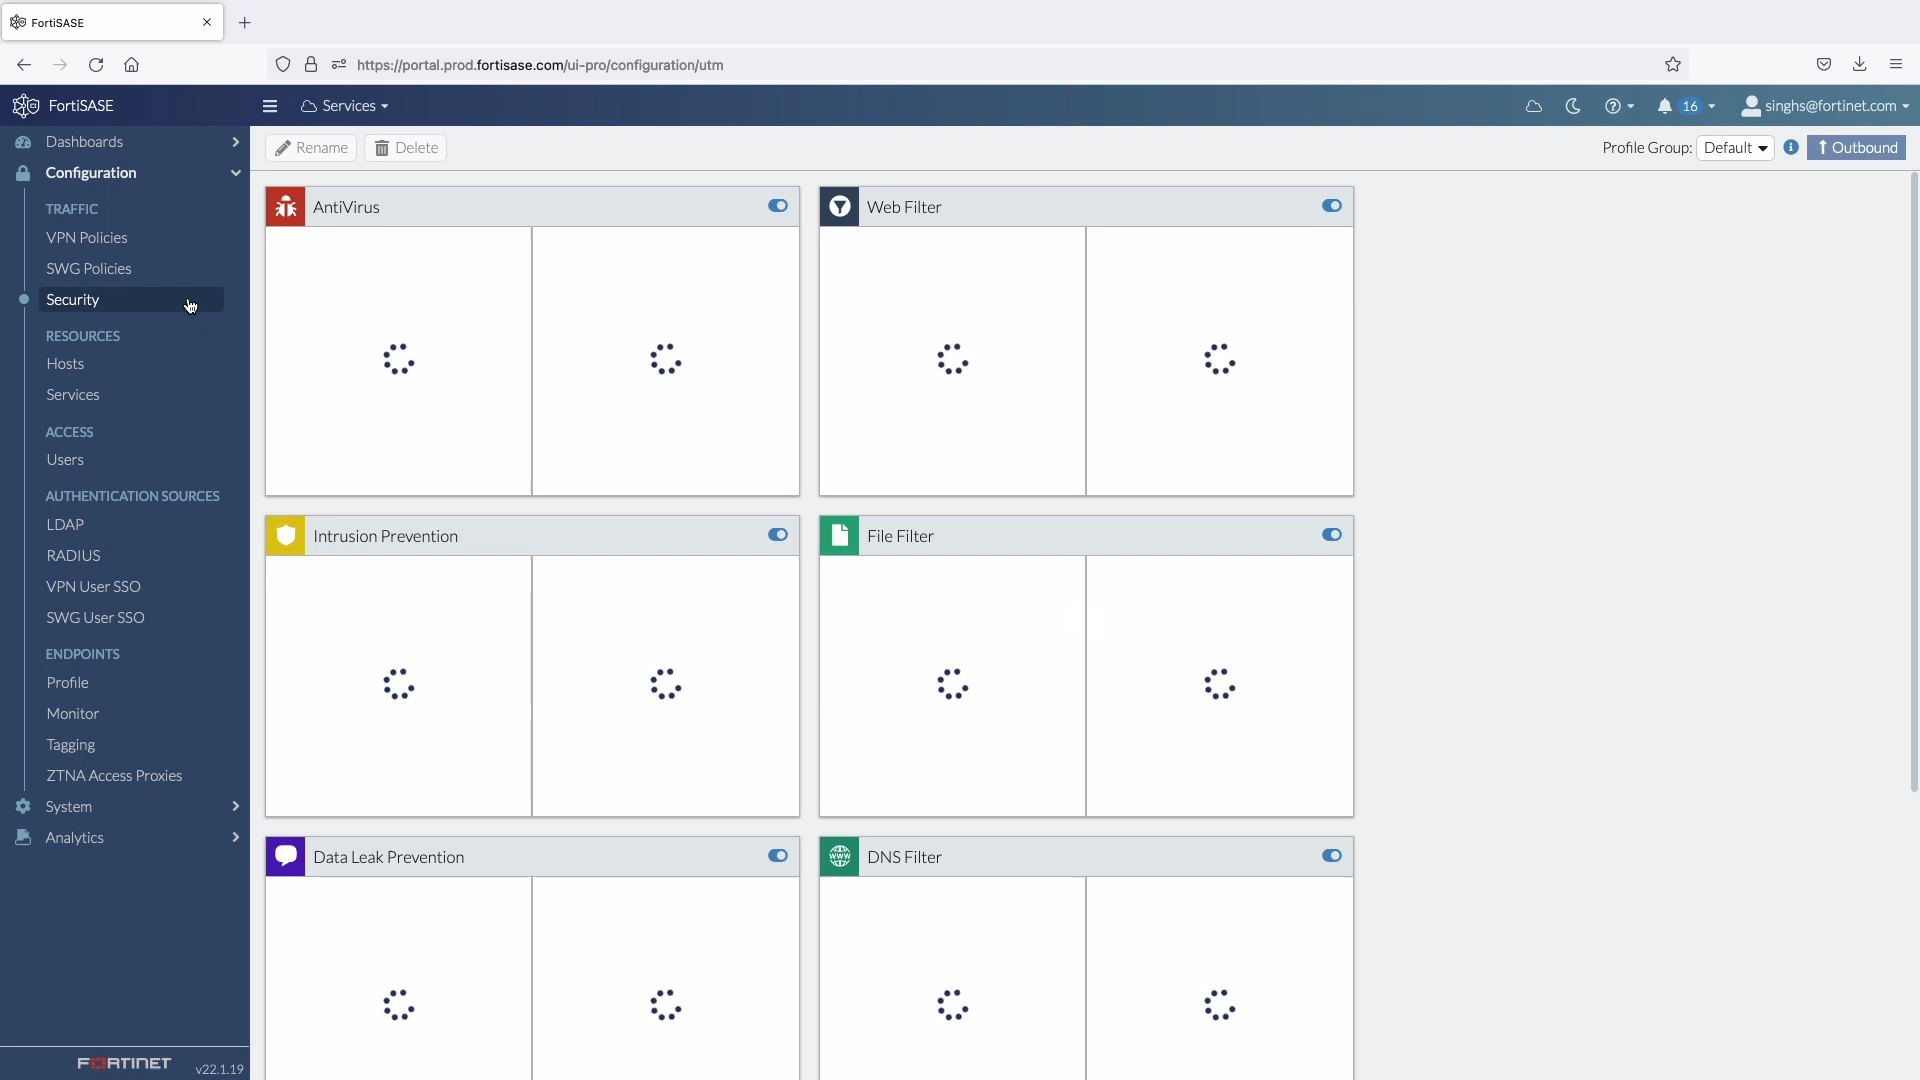 FortiSASE
https://portal.prod.fortisase.com/ui-pro/configuration/utm
FortiSASE
Services
16
singhs@fortinet.com
Dashboards
Configuration
TRAFFIC
VPN Policies
SWG Policies
Security
RESOURCES
Hosts
Services
ACCESS
Users
AUTHENTICATION SOURCES
LDAP
RADIUS
VPN User SSO
SWG User SSO
ENDPOINTS
Profile
Monitor
Tagging
ZTNA Access Proxies
System
Analytics
FORTINET
v22.1.19
Rename
Delete
Profile Group:
Default
Outbound
AntiVirus
Web Filter
Intrusion Prevention
File Filter
Data Leak Prevention
www
DNS Filter